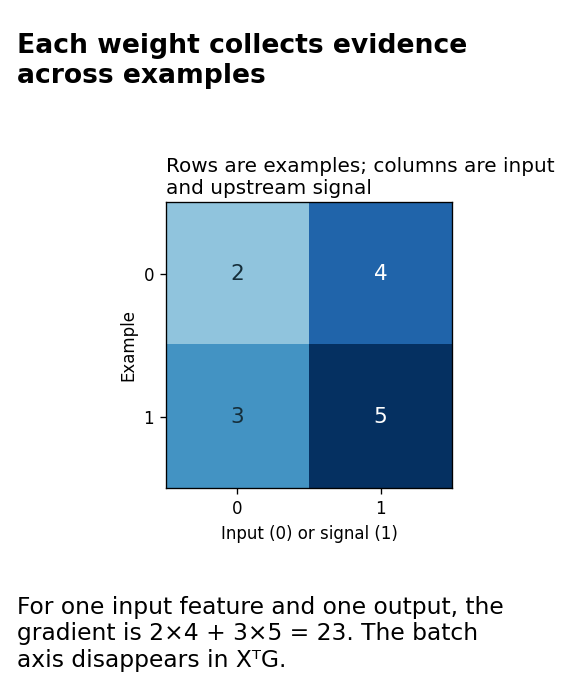 Each weight collects evidence
across examples
Rows are examples; columns are input
and upstream signal
0
2
4
Example
1
3
5
0
1
Input (0) or signal (1)
For one input feature and one output, the
gradient is 2×4 + 3×5 = 23. The batch
axis disappears in XᵀG.